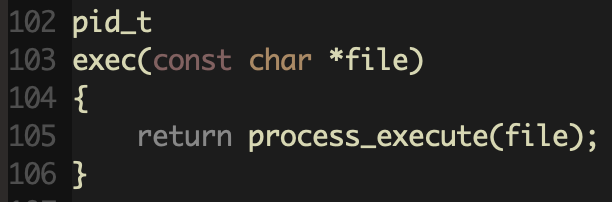 102 pid_t
103 exec(const char *file)
104 {
105     return process_execute(file);
106 }